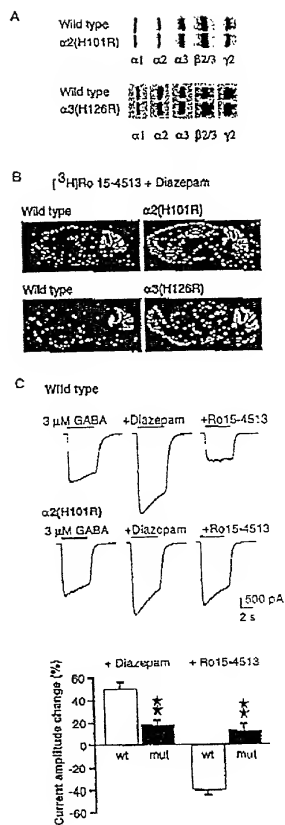 A
Wild type
α2(H101R)
α1 α2 α3 β2/3 γ2
Wild type
α3(H126R)
α1 α2 α3 β2/3 γ2
B
[³H]Ro 15-4513 + Diazepam
Wild type α2(H101R)
Wild type α3(H126R)
C
Wild type
3 μM GABA +Diazepam +Ro15-4513
α2(H101R)
3 μM GABA +Diazepam +Ro15-4513
500 pA
2 s
+ Diazepam + Ro15-4513
Current amplitude change (%)
60
40
20
0
-20
-40
-60
wt mut wt mut